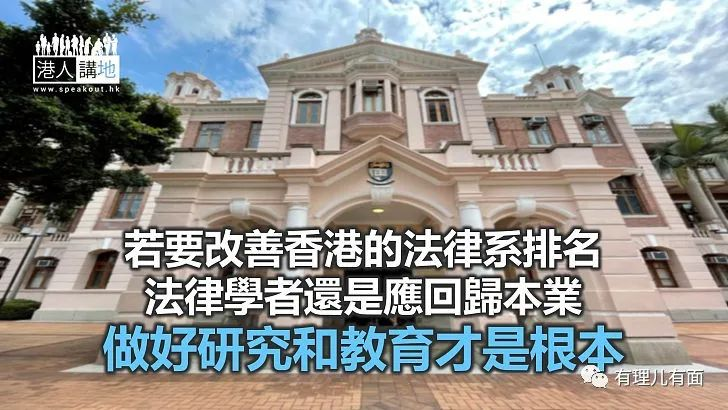 港人講地
www.speakout.hk
若要改善香港的法律系排名
法律學者還是應回歸本業
做好研究和教育才是根本
有理儿有面